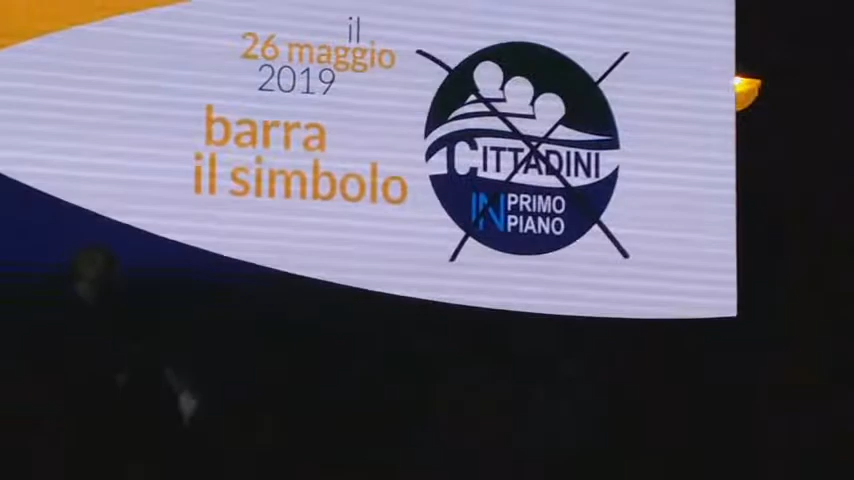 il
26 maggio
2019
barra
il simbolo
CITTADINI
IN PRIMO
PIANO